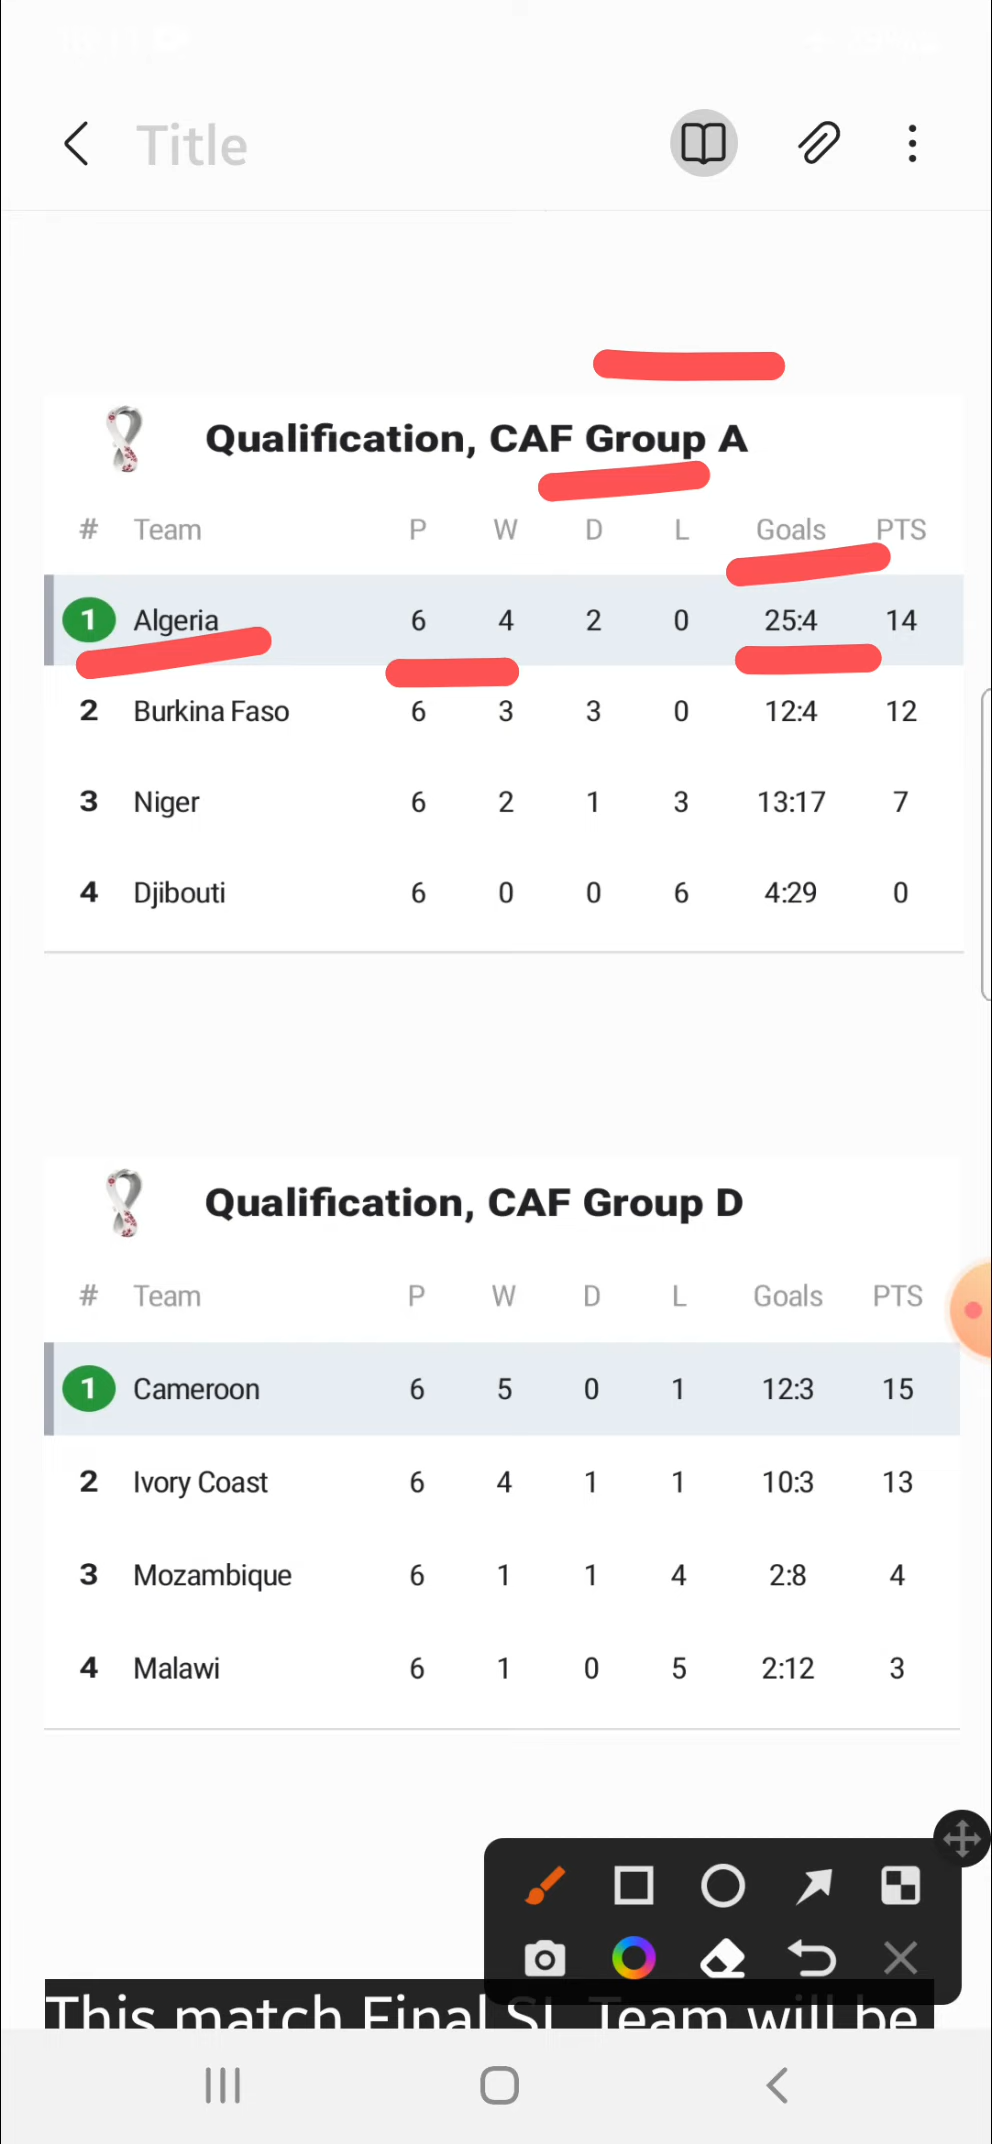 Title
Qualification, CAF Group A
# Team P W D L Goals PTS
1 Algeria 6 4 2 0 25:4 14
2 Burkina Faso 6 3 3 0 12:4 12
3 Niger 6 2 1 3 13:17 7
4 Djibouti 6 0 0 6 4:29 0
Qualification, CAF Group D
# Team P W D L Goals PTS
1 Cameroon 6 5 0 1 12:3 15
2 Ivory Coast 6 4 1 1 10:3 13
3 Mozambique 6 1 1 4 2:8 4
4 Malawi 6 1 0 5 2:12 3
This match Final SL Team will be